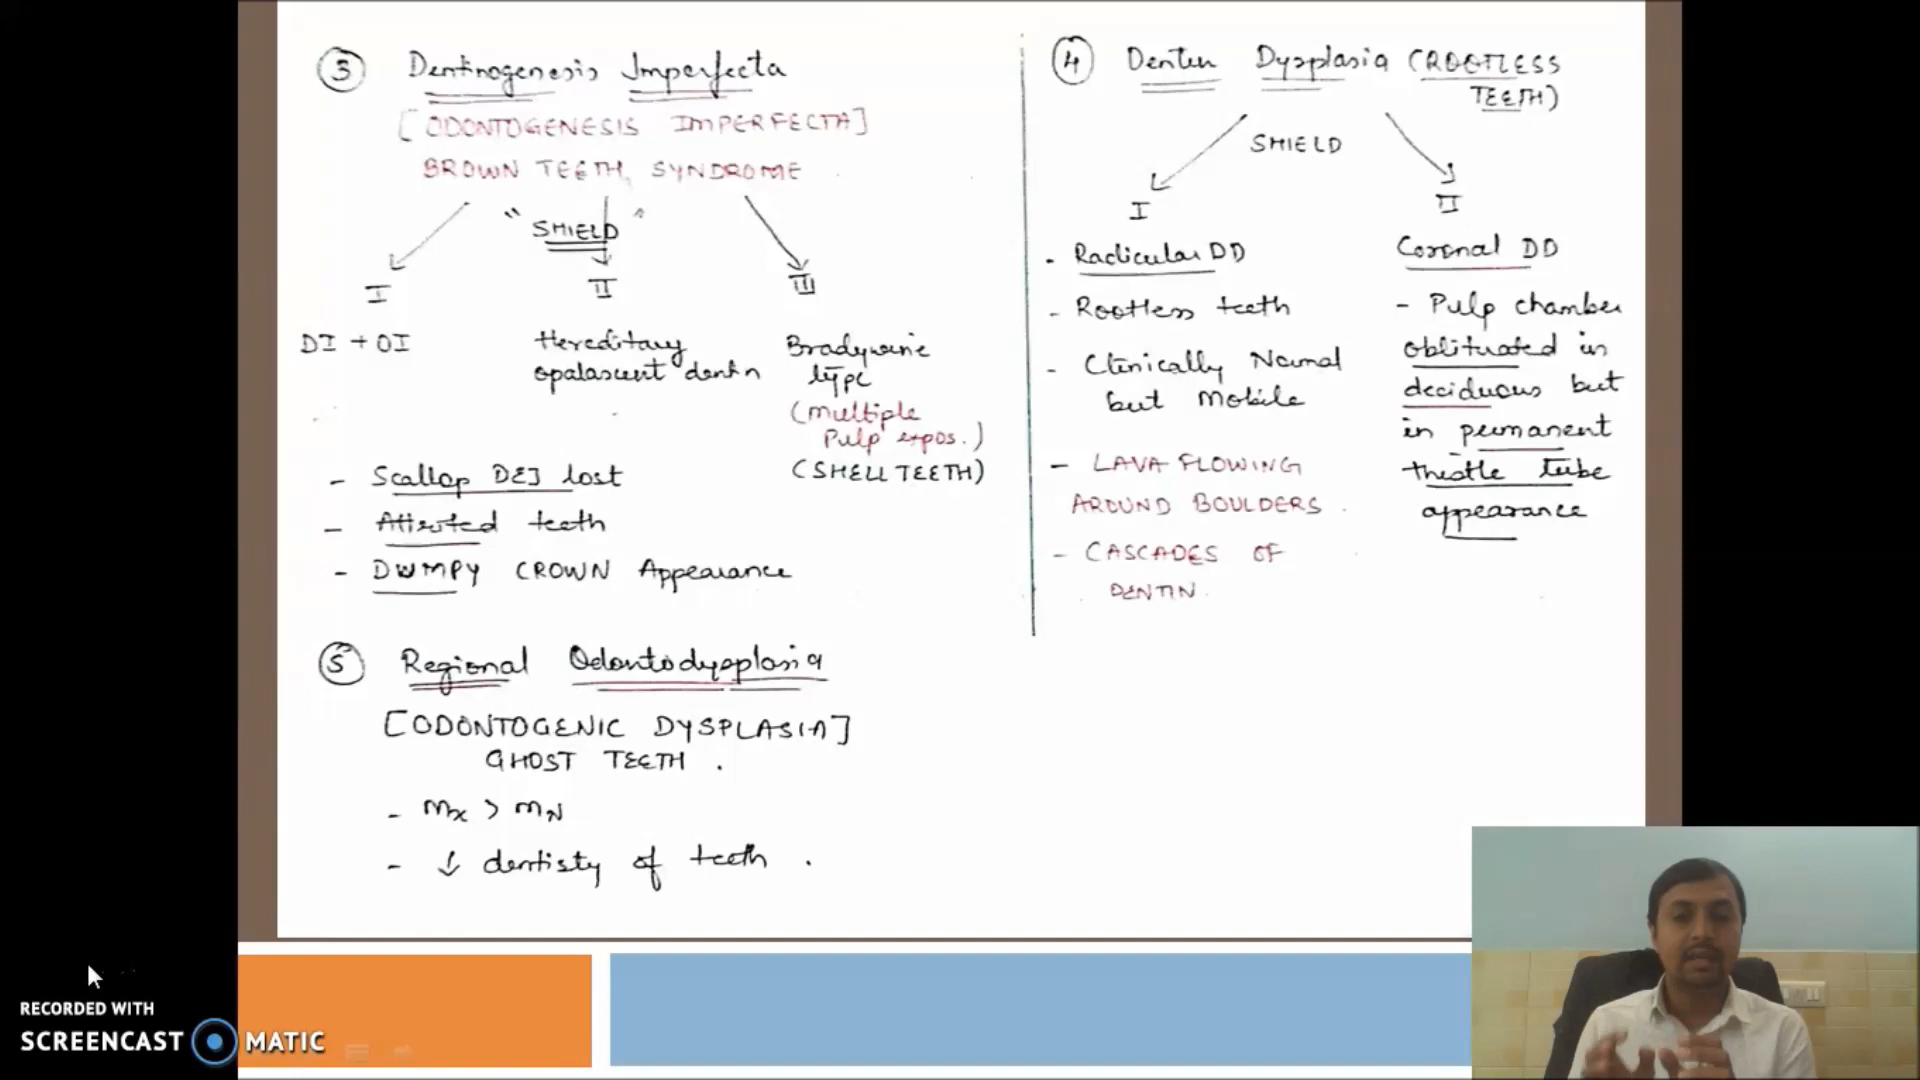 ③ Dentinogenesis Imperfecta
[ODONTOGENESIS IMPERFECTA]
BROWN TEETH, SYNDROME
"SHIELD"
I
II
III
DI + OI
Hereditary
opalascent dentn
Bradywine
type
(Multiple
Pulp expos.)
(SHELL TEETH)
- Scallop DEJ lost
- Attrited teeth
- DWMPY CROWN Appearance
④ Denten Dysplasia (ROOTLESS
TEETH)
SHIELD
I
II
- Radicular DD
- Rootless teeth
- Clinically Normal
but Mobile
- LAVA FLOWING
AROUND BOULDERS.
- CASCADES OF
DENTIN.
Coronal DD
- Pulp chamber
oblituated in
deciduous but
in permanent
thistle tube
appearance
⑤ Regional Odontodysplasia
[ODONTOGENIC DYSPLASIA]
GHOST TEETH.
- Mx > MN
- ↓ dentisty of teeth.
RECORDED WITH
SCREENCAST MATIC